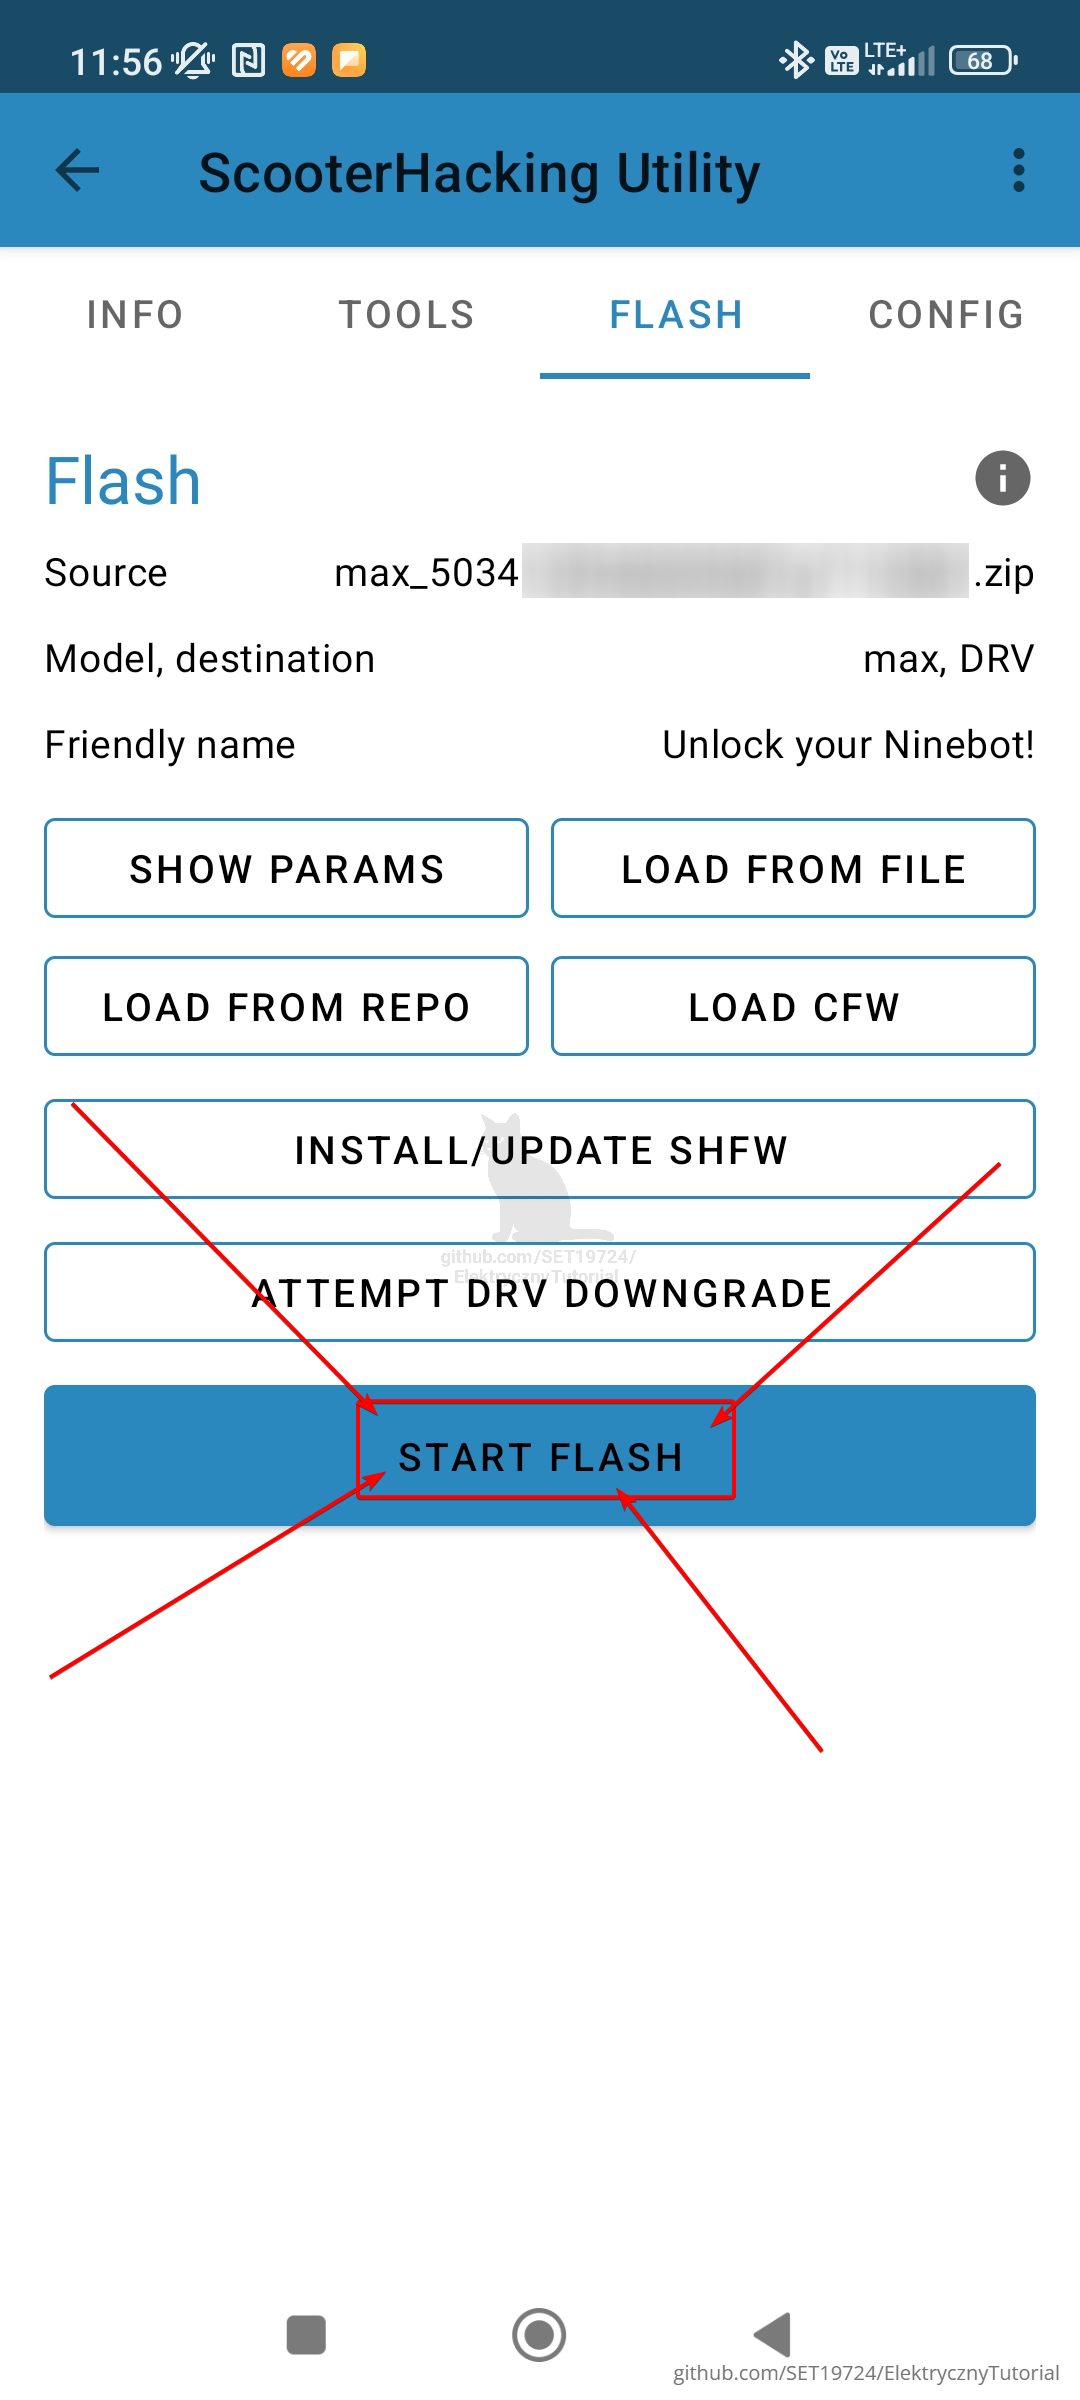 11:56 Vo LTE LTE+ 68
ScooterHacking Utility
INFO TOOLS FLASH CONFIG
Flash
Source max_5034 .zip
Model, destination max, DRV
Friendly name Unlock your Ninebot!
SHOW PARAMS LOAD FROM FILE
LOAD FROM REPO LOAD CFW
INSTALL/UPDATE SHFW
github.com/SET19724/
ElektrycznyTutorial
ATTEMPT DRV DOWNGRADE
START FLASH
github.com/SET19724/ElektrycznyTutorial